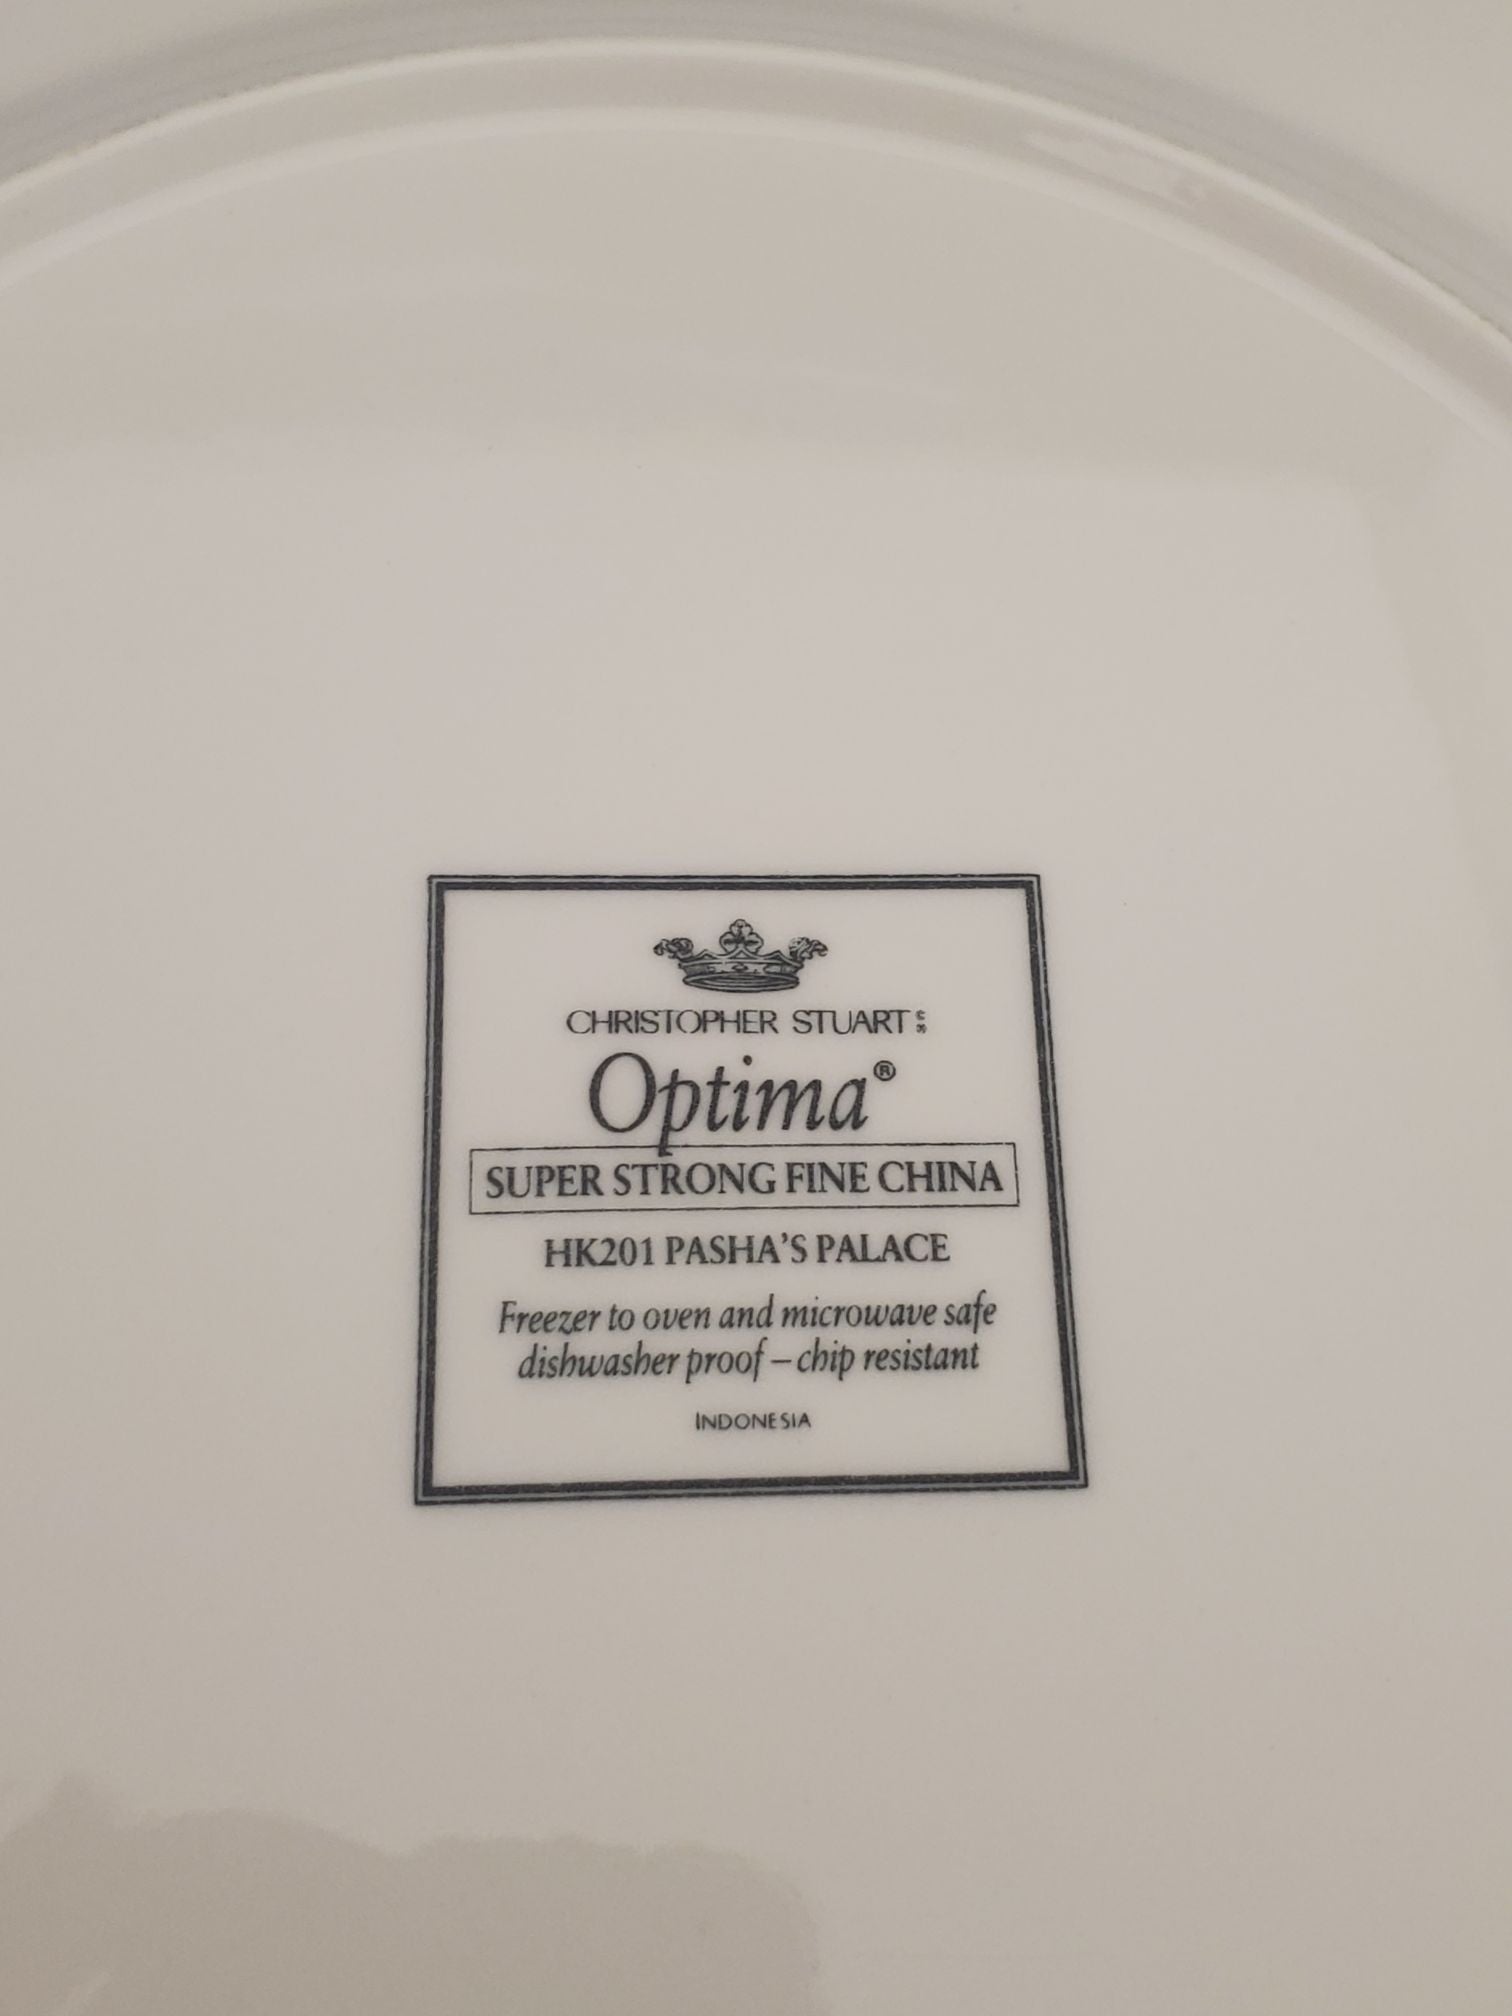 CHRISTOPHER STUART
Optima®
SUPER STRONG FINE CHINA
HK201 PASHA'S PALACE
Freezer to oven and microwave safe
dishwasher proof – chip resistant
INDONESIA